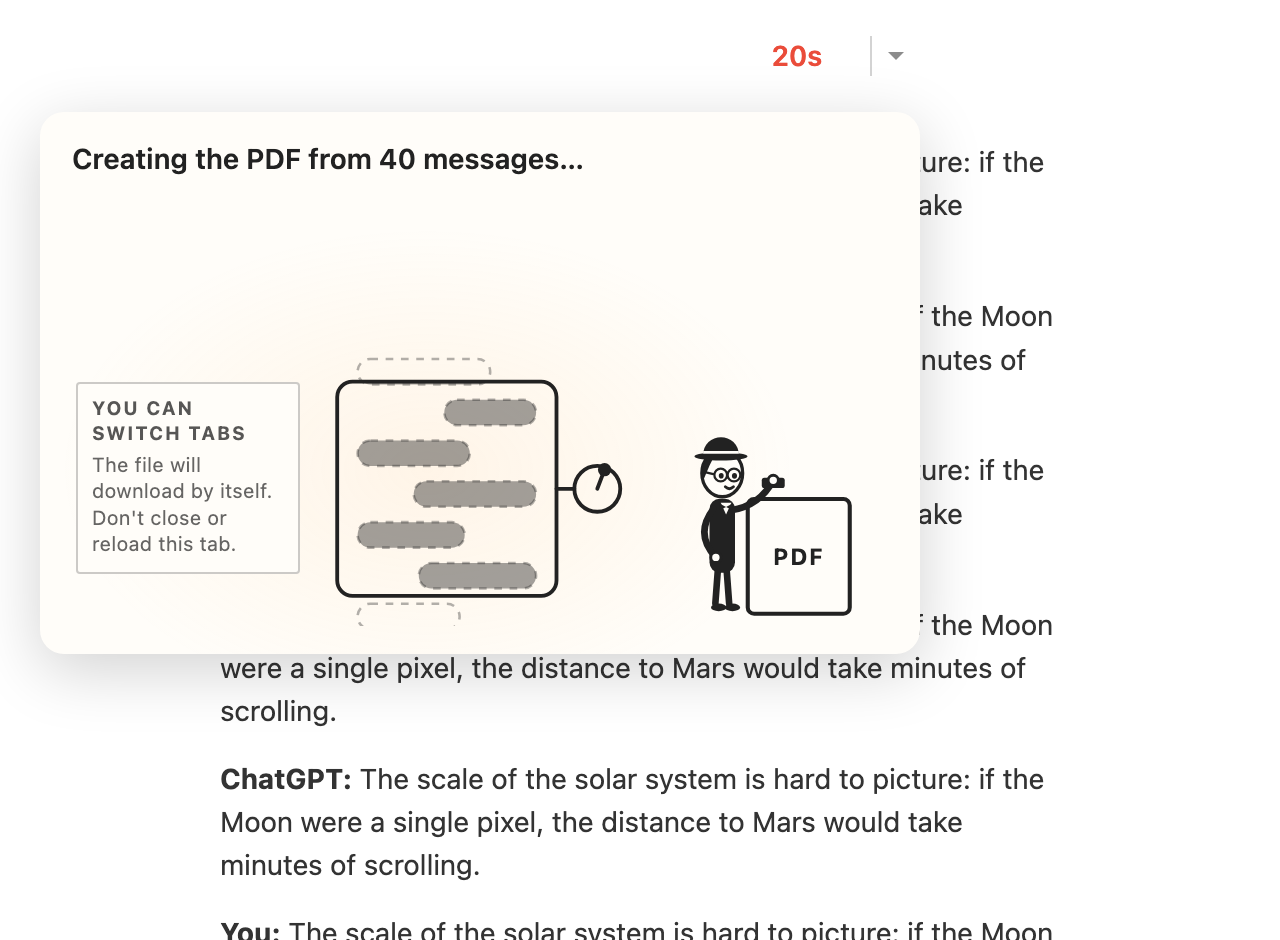 20s
Creating the PDF from 40 messages...
YOU CAN
SWITCH TABS
The file will
download by itself.
Don't close or
reload this tab.
PDF
ure: if the
ake
the Moon
nutes of
ure: if the
ake
the Moon
were a single pixel, the distance to Mars would take minutes of
scrolling.
ChatGPT: The scale of the solar system is hard to picture: if the
Moon were a single pixel, the distance to Mars would take
minutes of scrolling.
You: The scale of the solar system is hard to picture: if the Moon